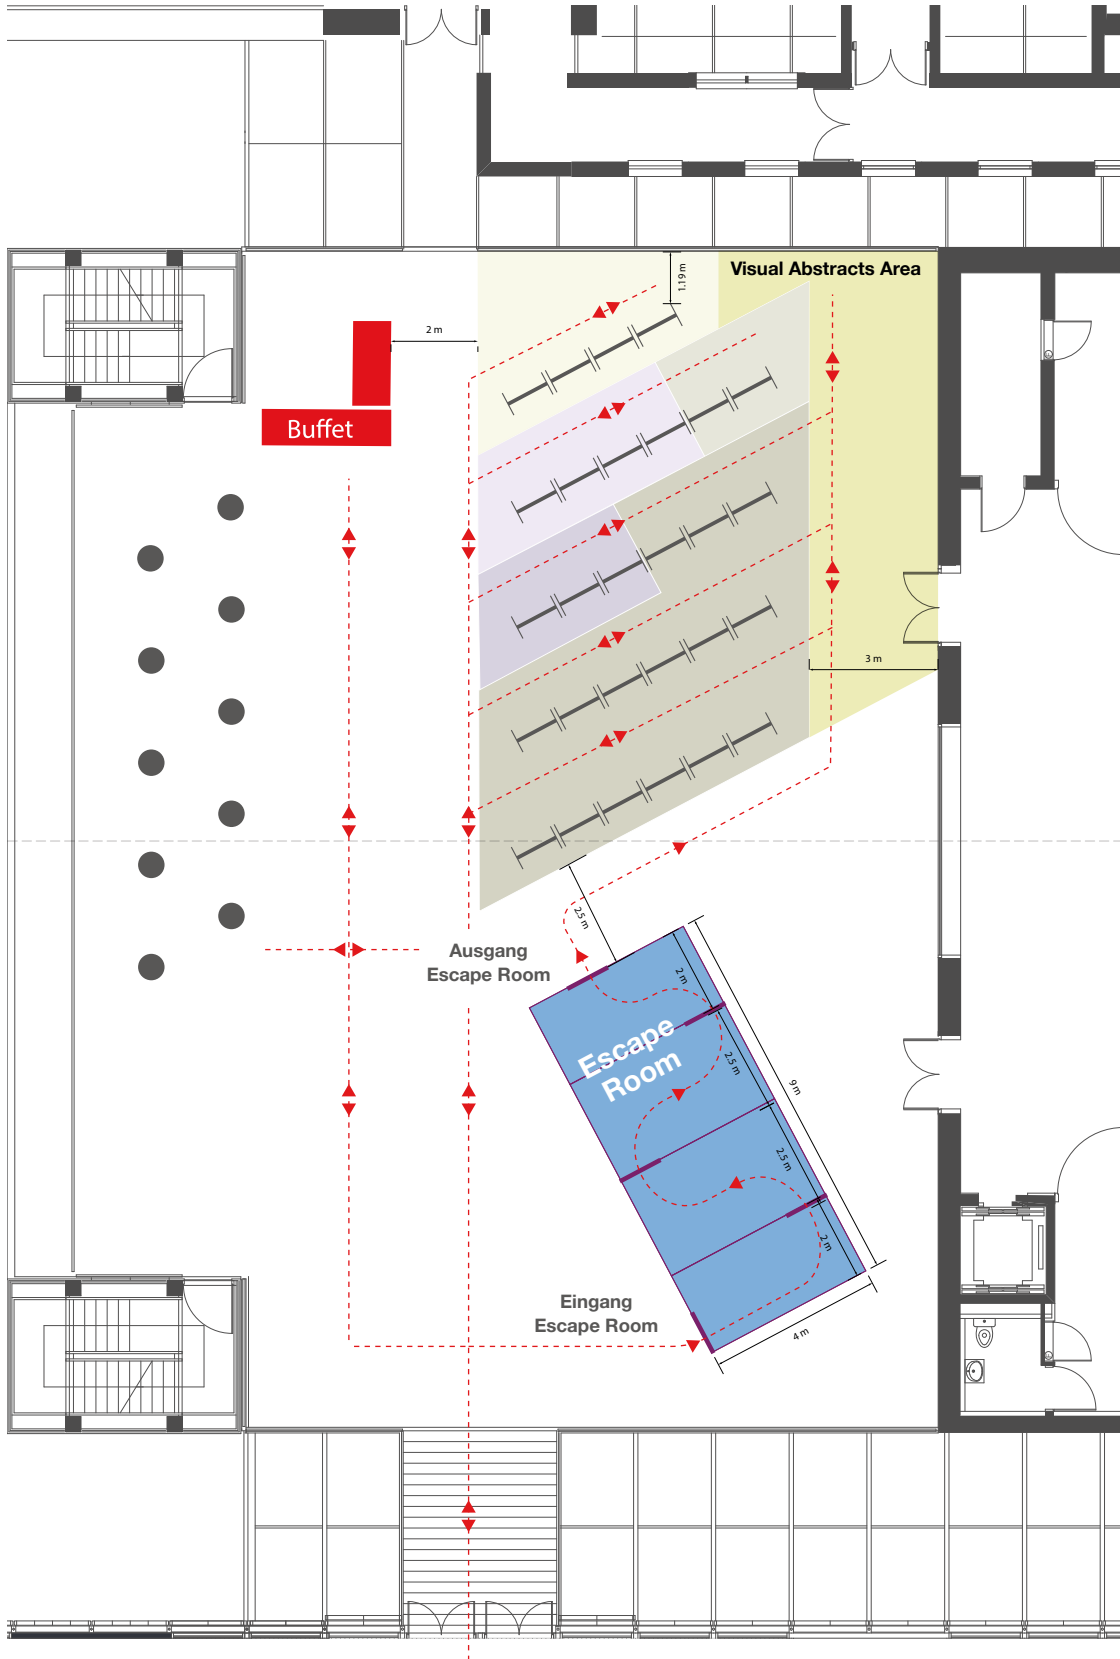 Visual Abstracts Area
1,19 m
2 m
Buffet
3 m
2,5 m
Ausgang
Escape Room
2 m
Escape
Room
2,5 m
9 m
2,5 m
2 m
Eingang
Escape Room
4 m